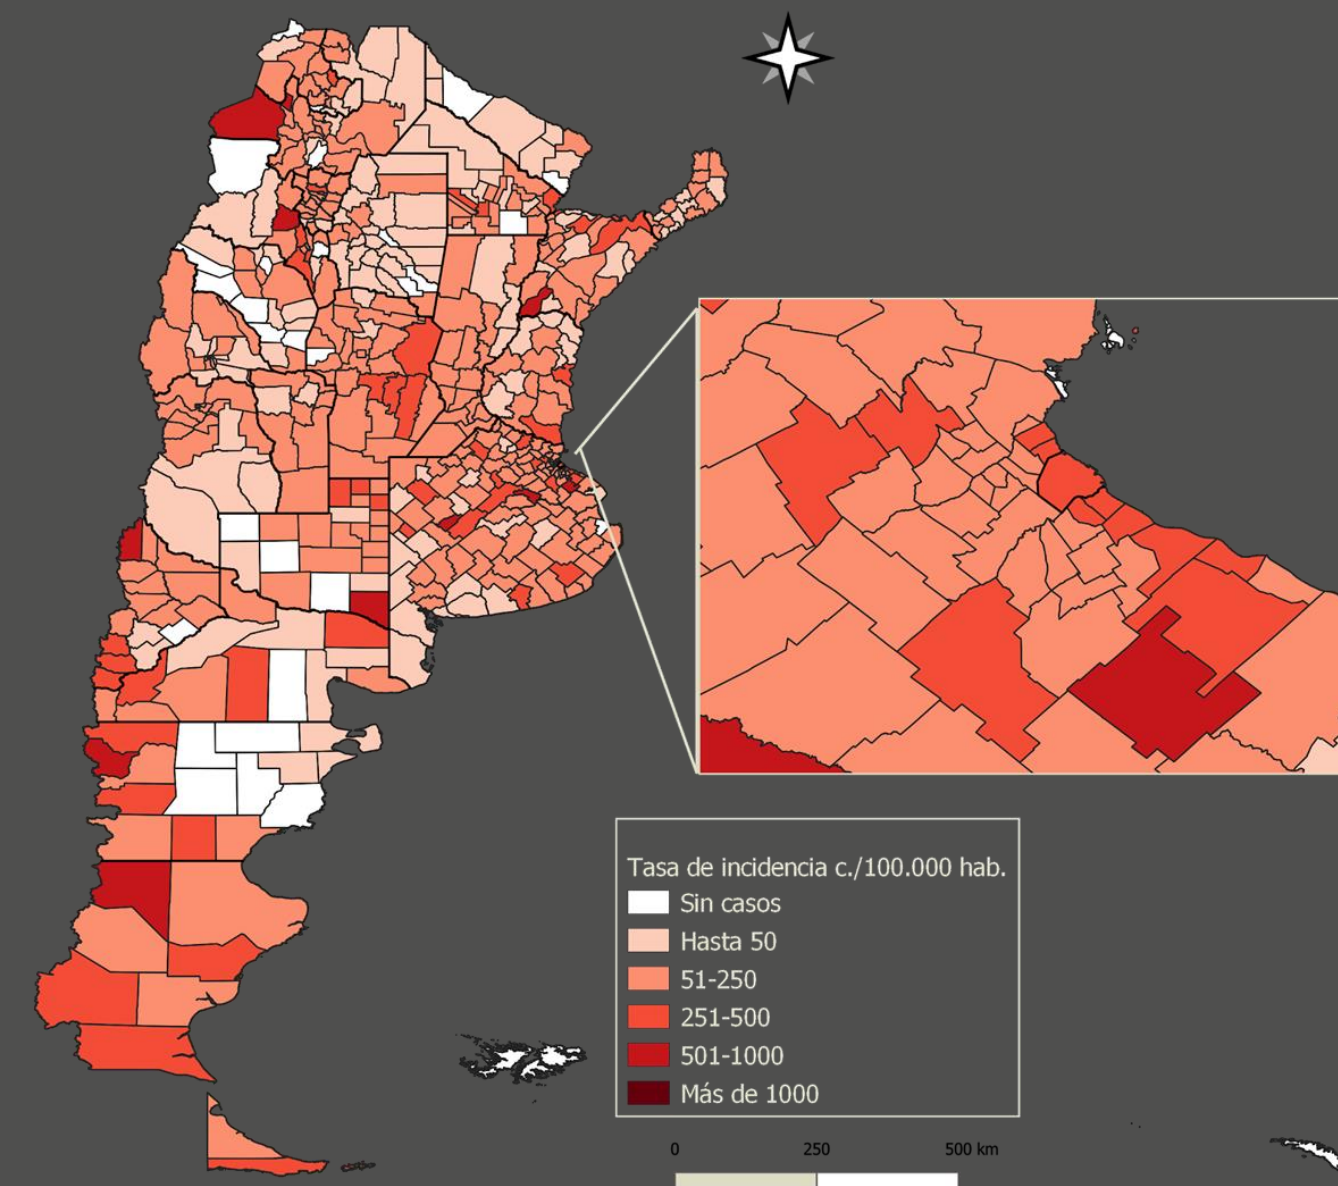 Tasa de incidencia c./100.000 hab.
Sin casos
Hasta 50
51-250
251-500
501-1000
Más de 1000
0 250 500 km